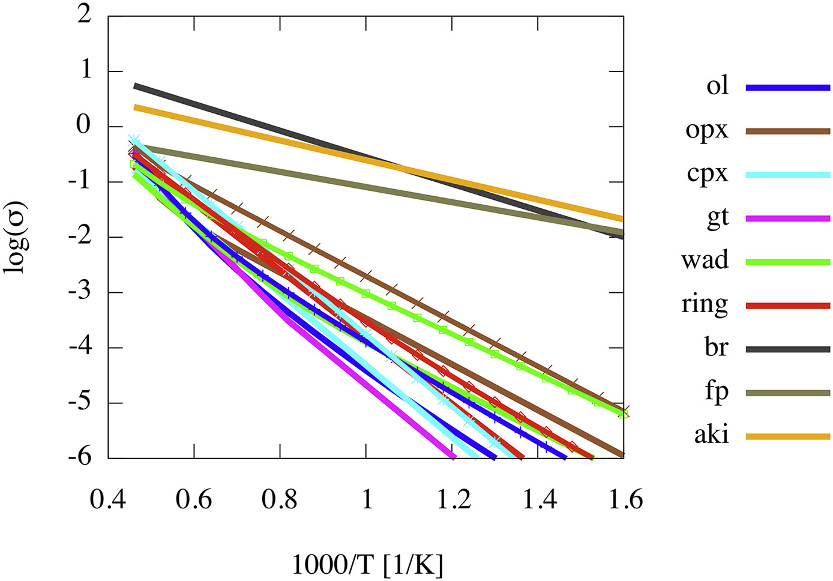 2
1
0
-1
-2
-3
-4
-5
-6
log(σ)
0.4 0.6 0.8 1 1.2 1.4 1.6
1000/T [1/K]
ol
opx
cpx
gt
wad
ring
br
fp
aki